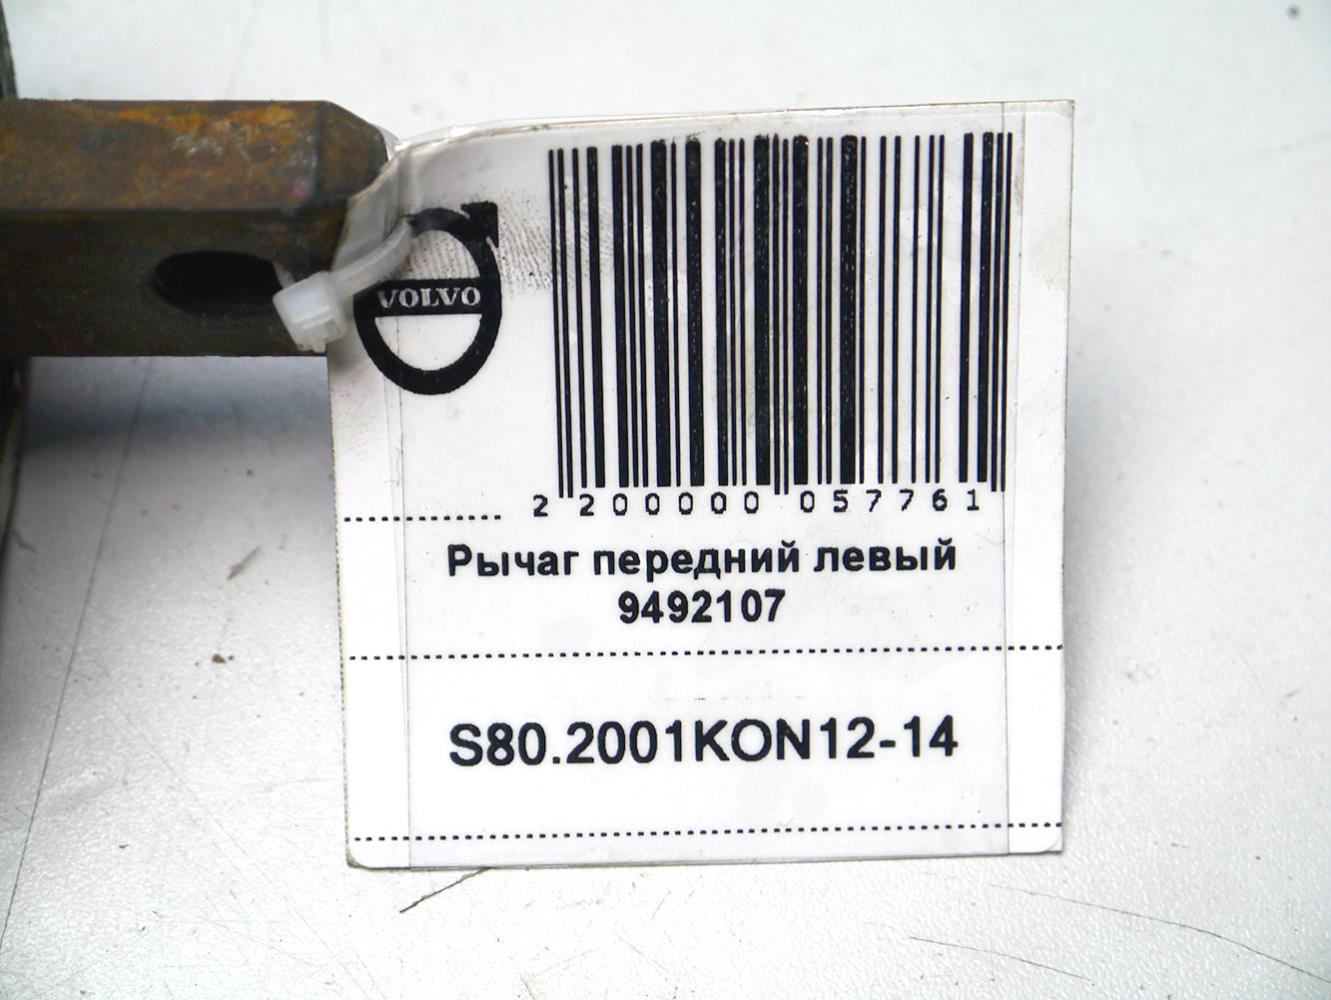 VOLVO
2 200000 057761
Рычаг передний левый
9492107
S80.2001KON12-14